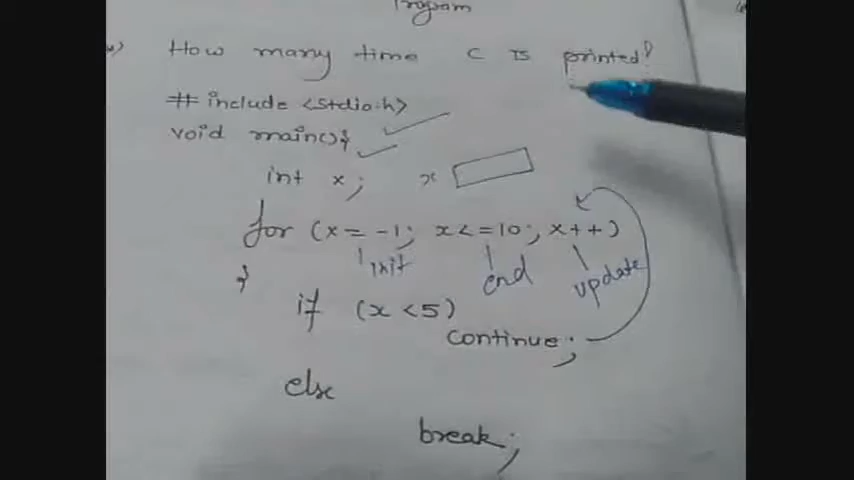 Program
How many time C is printed?
# include <stdio.h>
void main(){
int x; x
for (x = -1; x <= 10; x++)
init end update
{
if (x < 5)
continue;
else
break;